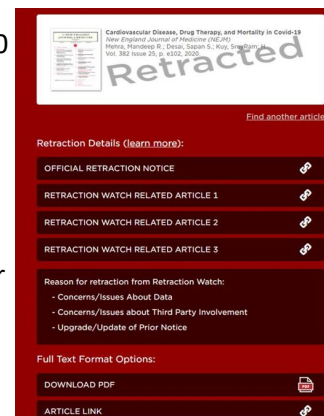 0
r
Cardiovascular Disease, Drug Therapy, and Mortality in Covid-19
New England Journal of Medicine (NEJM)
Mehra, Mandeep R.; Desai, Sapan S.; Kuy, SreyRam; H
Vol. 382 Issue 25, p. e102, 2020.
Retracted
Find another article
Retraction Details (learn more):
OFFICIAL RETRACTION NOTICE
RETRACTION WATCH RELATED ARTICLE 1
RETRACTION WATCH RELATED ARTICLE 2
RETRACTION WATCH RELATED ARTICLE 3
Reason for retraction from Retraction Watch:
- Concerns/Issues About Data
- Concerns/Issues about Third Party Involvement
- Upgrade/Update of Prior Notice
Full Text Format Options:
DOWNLOAD PDF
PDF
ARTICLE LINK